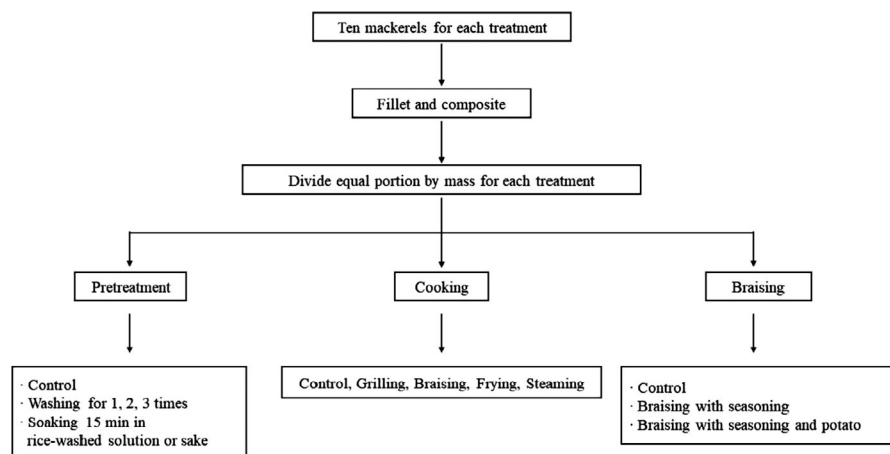 Ten mackerels for each treatment
Fillet and composite
Divide equal portion by mass for each treatment
Pretreatment
Cooking
Braising
· Control
· Washing for 1, 2, 3 times
· Soaking 15 min in
rice-washed solution or sake
Control, Grilling, Braising, Frying, Steaming
· Control
· Braising with seasoning
· Braising with seasoning and potato